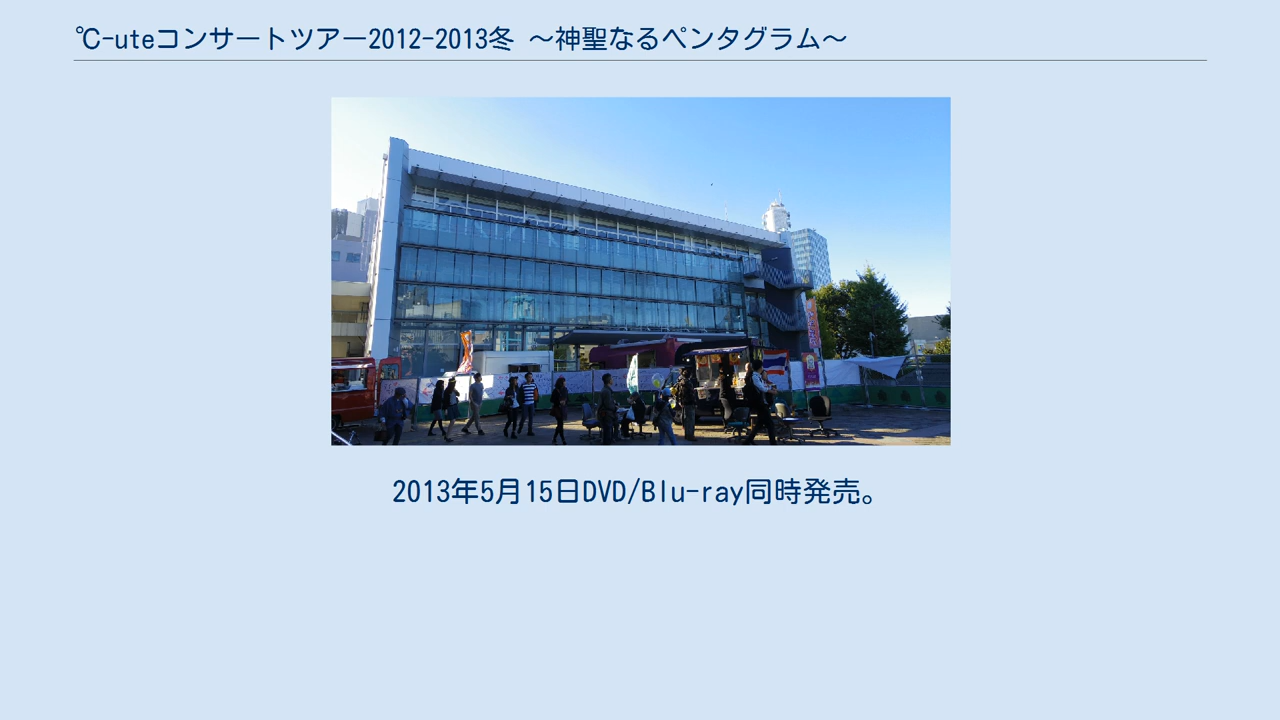 ℃-uteコンサートツアー2012-2013冬 〜神聖なるペンタグラム〜
2013年5月15日DVD/Blu-ray同時発売。